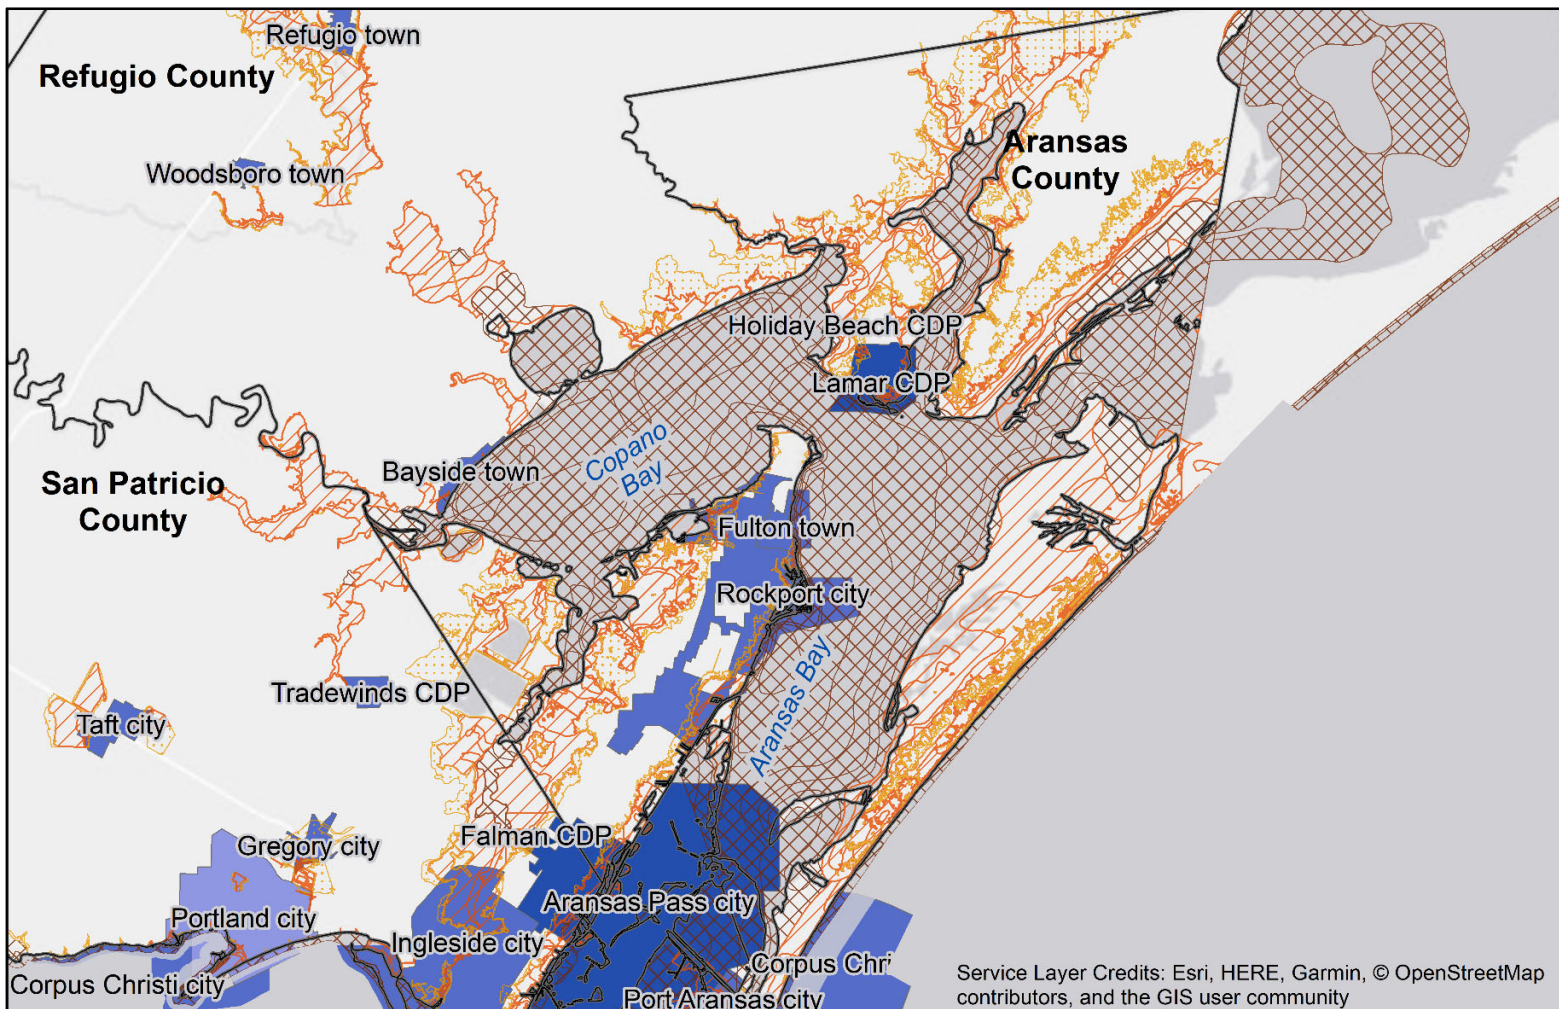 Refugio town
Refugio County
Aransas
County
Woodsboro town
Holiday Beach CDP
Lamar CDP
Copano
Bay
Bayside town
San Patricio
County
Fulton town
Rockport city
Aransas Bay
Tradewinds CDP
Taft city
Falman CDP
Gregory city
Aransas Pass city
Portland city
Ingleside city
Corpus Chr
Corpus Christi city
Port Aransas city
Service Layer Credits: Esri, HERE, Garmin, © OpenStreetMap
contributors, and the GIS user community